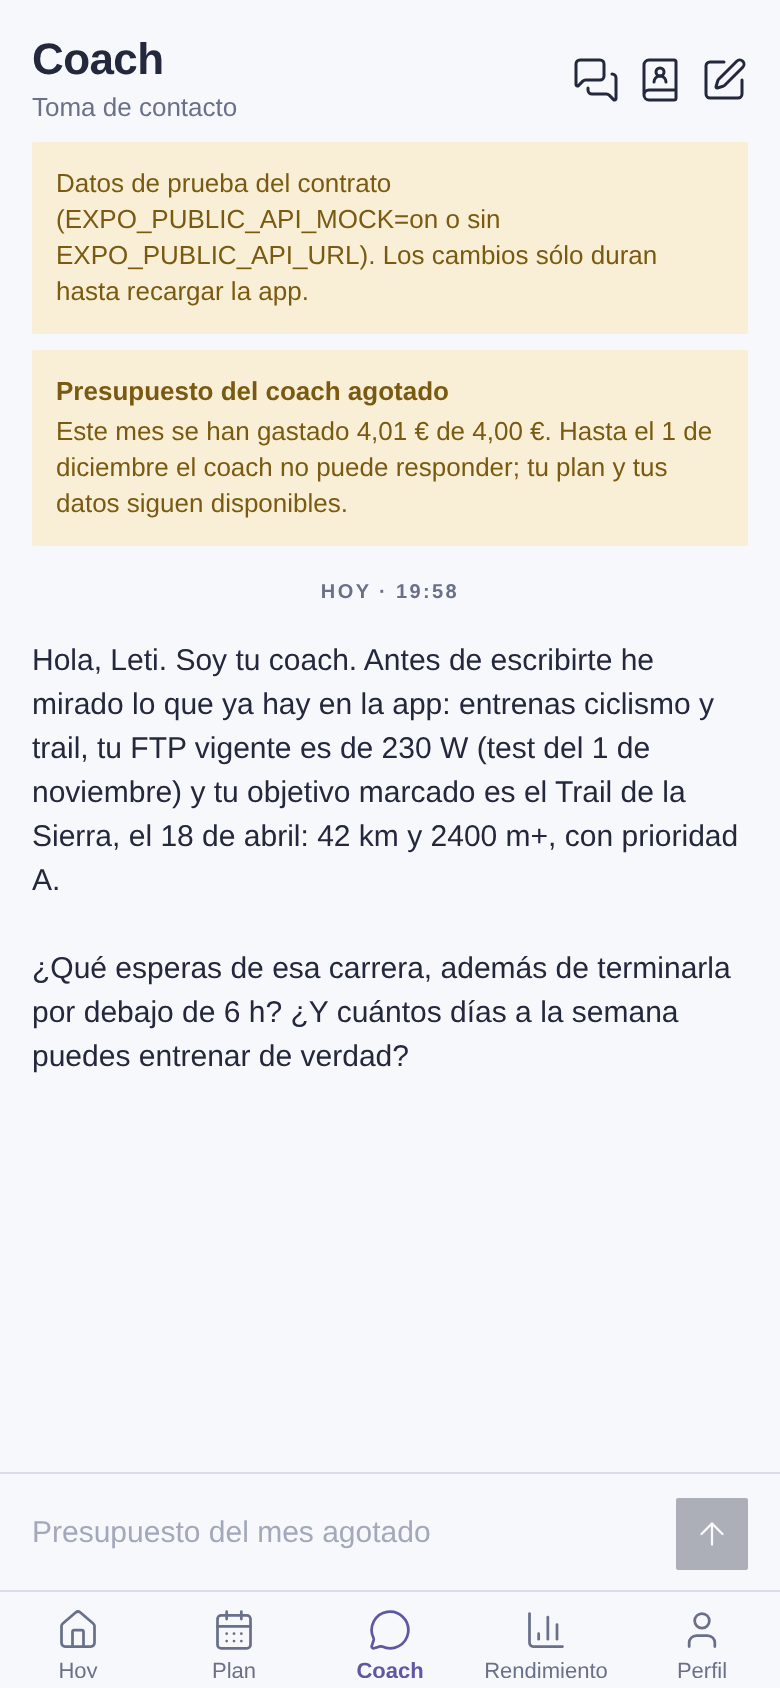 Coach
Toma de contacto
Datos de prueba del contrato
(EXPO_PUBLIC_API_MOCK=on o sin
EXPO_PUBLIC_API_URL). Los cambios sólo duran
hasta recargar la app.
Presupuesto del coach agotado
Este mes se han gastado 4,01 € de 4,00 €. Hasta el 1 de
diciembre el coach no puede responder; tu plan y tus
datos siguen disponibles.
HOY · 19:58
Hola, Leti. Soy tu coach. Antes de escribirte he
mirado lo que ya hay en la app: entrenas ciclismo y
trail, tu FTP vigente es de 230 W (test del 1 de
noviembre) y tu objetivo marcado es el Trail de la
Sierra, el 18 de abril: 42 km y 2400 m+, con prioridad
A.
¿Qué esperas de esa carrera, además de terminarla
por debajo de 6 h? ¿Y cuántos días a la semana
puedes entrenar de verdad?
Presupuesto del mes agotado
Hoy
Plan
Coach
Rendimiento
Perfil